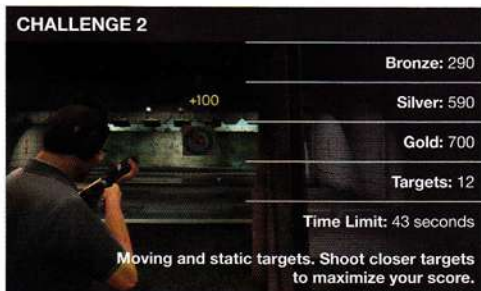 CHALLENGE 2
+100
Bronze: 290
Silver: 590
Gold: 700
Targets: 12
Time Limit: 43 seconds
Moving and static targets. Shoot closer targets
to maximize your score.